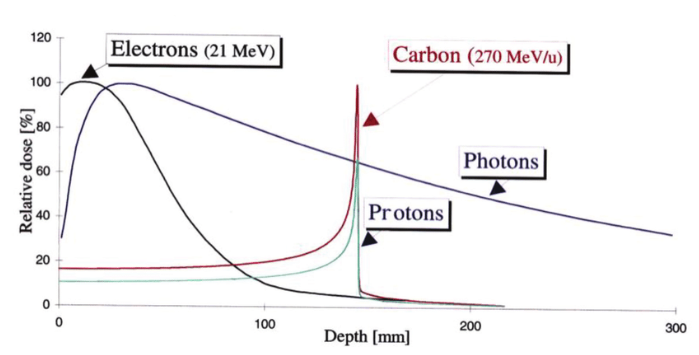 120
Electrons (21 MeV)
Carbon (270 MeV/u)
100
80
Photons
60
Protons
40
20
0
Relative dose [%]
0
100
200
300
Depth [mm]